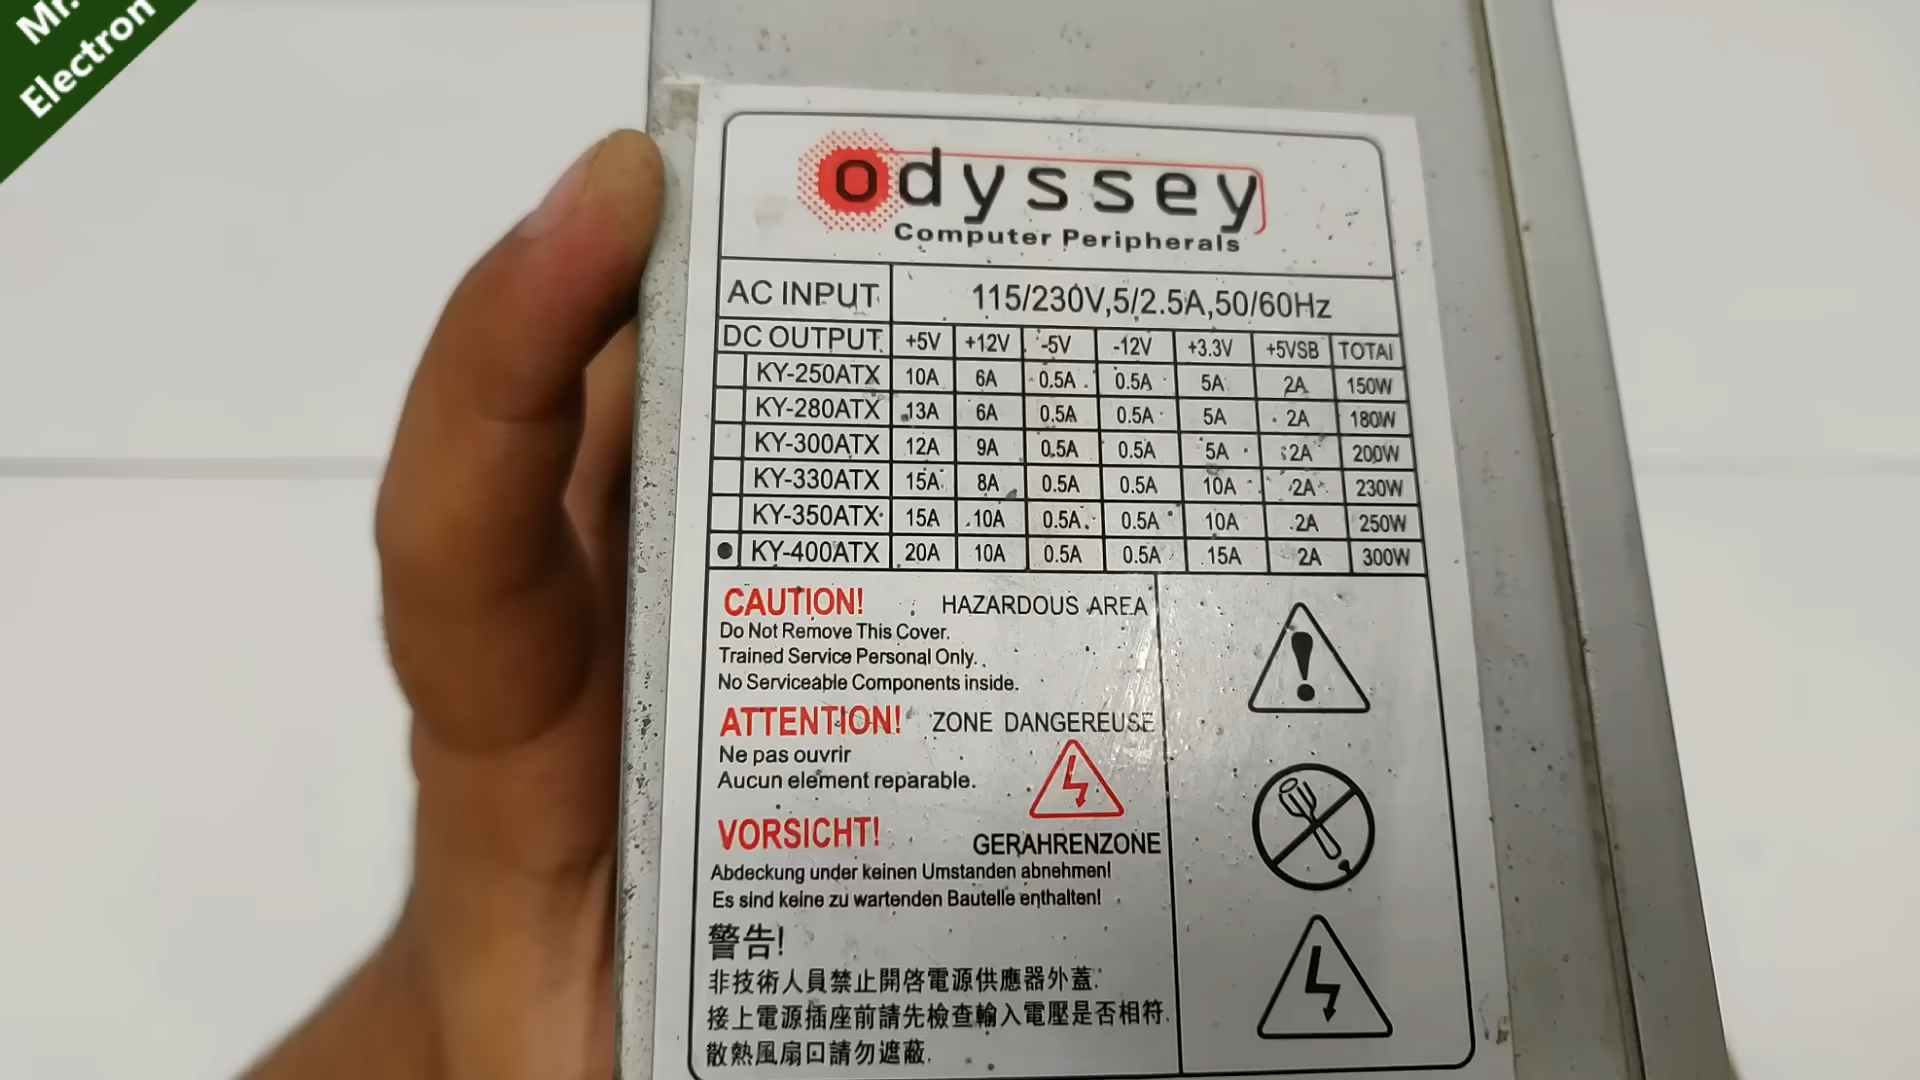 Mr.
Electron
odyssey
Computer Peripherals
AC INPUT 115/230V,5/2.5A,50/60Hz
DC OUTPUT +5V +12V -5V -12V +3.3V +5VSB TOTAl
KY-250ATX 10A 6A 0.5A 0.5A 5A 2A 150W
KY-280ATX 13A 6A 0.5A 0.5A 5A 2A 180W
KY-300ATX 12A 9A 0.5A 0.5A 5A 2A 200W
KY-330ATX 15A 8A 0.5A 0.5A 10A 2A 230W
KY-350ATX 15A 10A 0.5A 0.5A 10A 2A 250W
● KY-400ATX 20A 10A 0.5A 0.5A 15A 2A 300W
CAUTION! HAZARDOUS AREA
Do Not Remove This Cover.
Trained Service Personal Only.
No Serviceable Components inside.
ATTENTION! ZONE DANGEREUSE
Ne pas ouvrir
Aucun element reparable.
VORSICHT! GERAHRENZONE
Abdeckung under keinen Umstanden abnehmen!
Es sind keine zu wartenden Bautelle enthalten!
警告!
非技術人員禁止開啓電源供應器外蓋.
接上電源插座前請先檢查輸入電壓是否相符.
散熱風扇口請勿遮蔽.